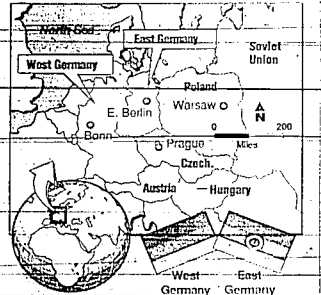 North Sea
East Germany
Soviet
Union
West Germany
Poland
E. Berlin
Warsaw
N
Bonn
0 200
Prague
Miles
Czech.
Austria
Hungary
West
Germany
East
Germany